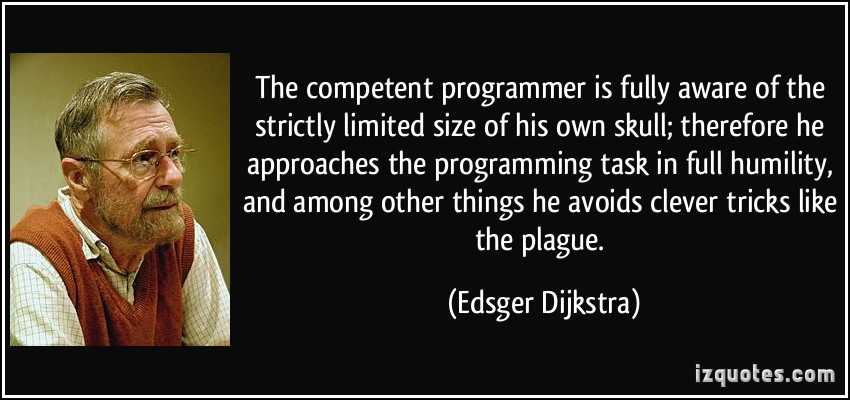 The competent programmer is fully aware of the
strictly limited size of his own skull; therefore he
approaches the programming task in full humility,
and among other things he avoids clever tricks like
the plague.
(Edsger Dijkstra)
izquotes.com